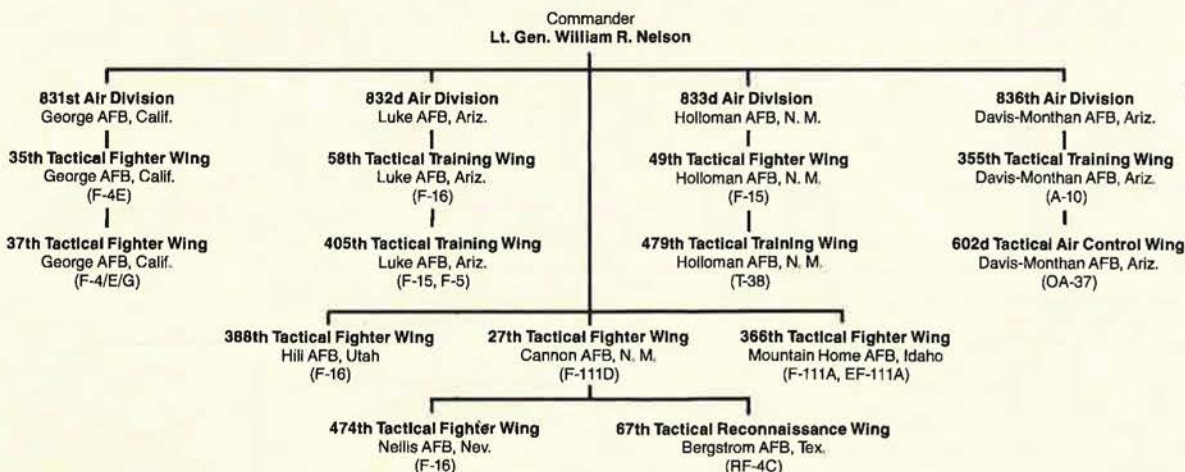 Commander
Lt. Gen. William R. Nelson
831st Air Division
George AFB, Calif.
35th Tactical Fighter Wing
George AFB, Calif.
(F-4E)
37th Tactical Fighter Wing
George AFB, Calif.
(F-4/E/G)
832d Air Division
Luke AFB, Ariz.
58th Tactical Training Wing
Luke AFB, Ariz.
(F-16)
405th Tactical Training Wing
Luke AFB, Ariz.
(F-15, F-5)
833d Air Division
Holloman AFB, N. M.
49th Tactical Fighter Wing
Holloman AFB, N. M.
(F-15)
479th Tactical Training Wing
Holloman AFB, N. M.
(T-38)
836th Air Division
Davis-Monthan AFB, Ariz.
355th Tactical Training Wing
Davis-Monthan AFB, Ariz.
(A-10)
602d Tactical Air Control Wing
Davis-Monthan AFB, Ariz.
(OA-37)
388th Tactical Fighter Wing
Hill AFB, Utah
(F-16)
27th Tactical Fighter Wing
Cannon AFB, N. M.
(F-111D)
366th Tactical Fighter Wing
Mountain Home AFB, Idaho
(F-111A, EF-111A)
474th Tactical Fighter Wing
Nellis AFB, Nev.
(F-16)
67th Tactical Reconnaissance Wing
Bergstrom AFB, Tex.
(RF-4C)